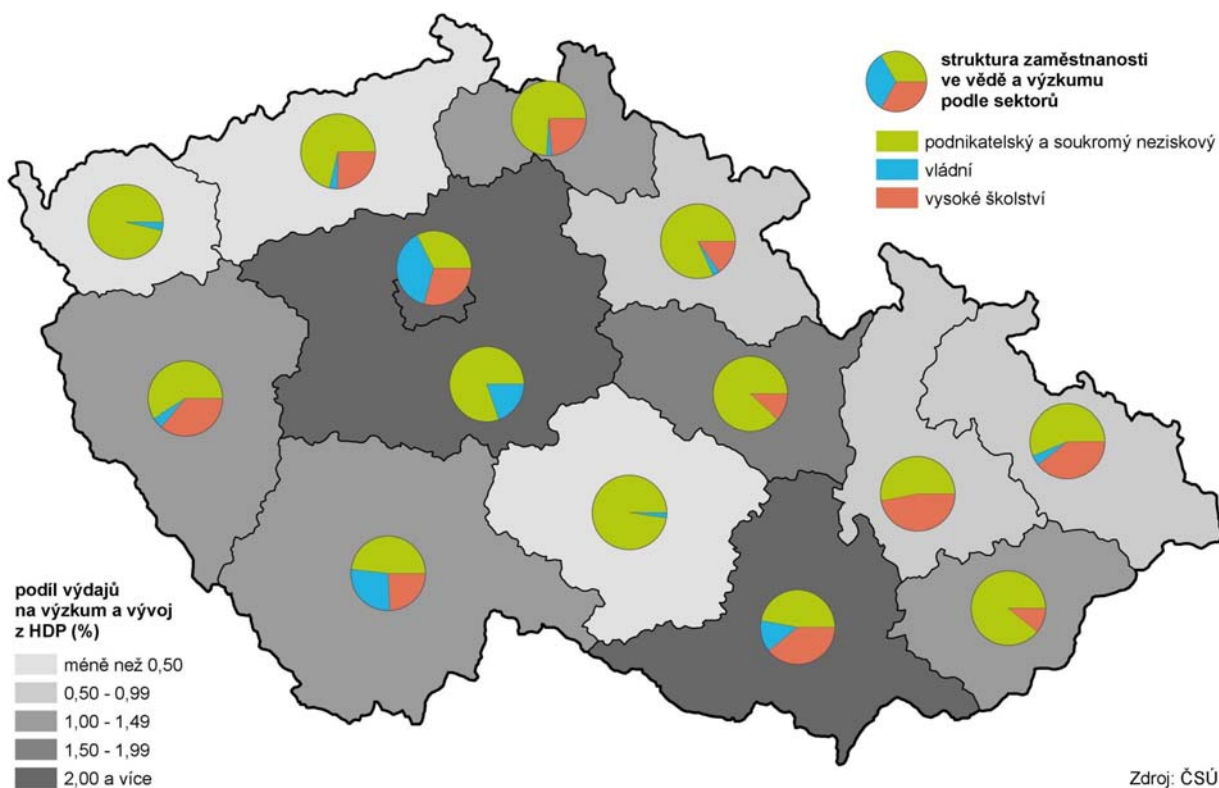 struktura zaměstnanosti
ve vědě a výzkumu
podle sektorů
podnikatelský a soukromý neziskový
vládní
vysoké školství
podíl výdajů
na výzkum a vývoj
z HDP (%)
méně než 0,50
0,50 - 0,99
1,00 - 1,49
1,50 - 1,99
2,00 a více
Zdroj: ČSÚ